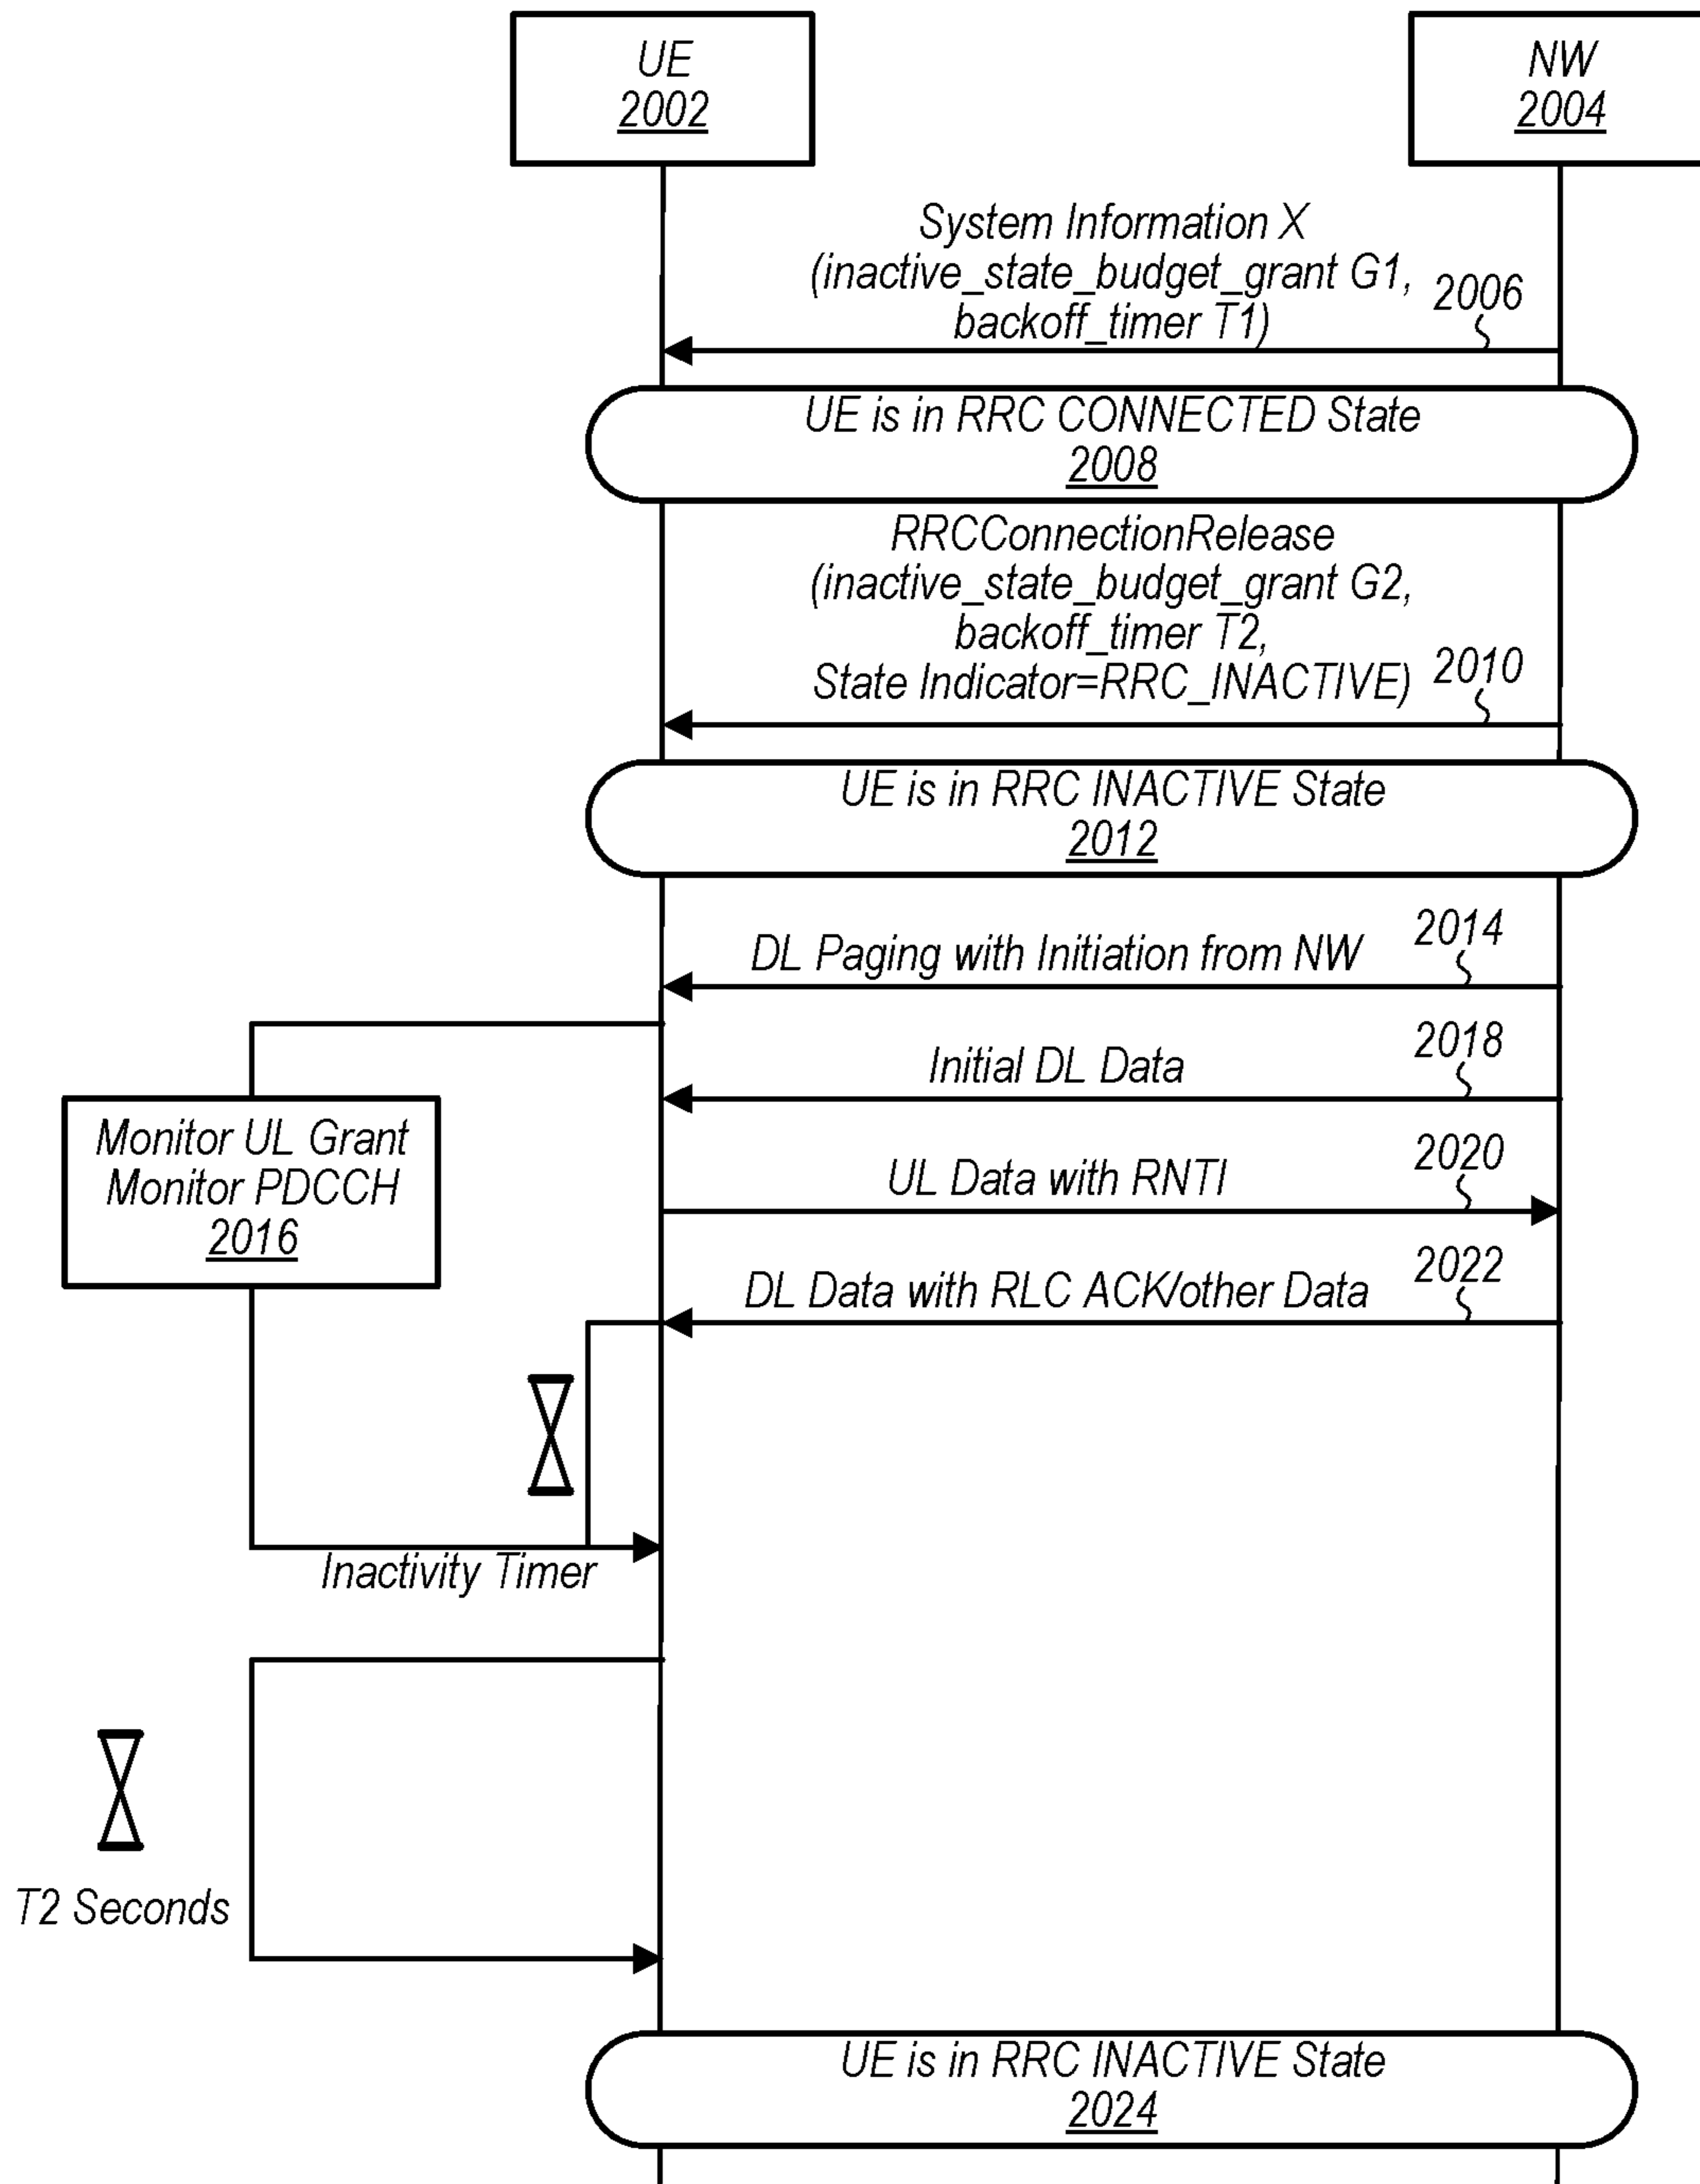 UE
2002
NW
2004
System Information X
(inactive_state_budget_grant G1,
backoff_timer T1)
2006
UE is in RRC CONNECTED State
2008
RRCConnectionRelease
(inactive_state_budget_grant G2,
backoff_timer T2,
State Indicator=RRC_INACTIVE)
2010
UE is in RRC INACTIVE State
2012
DL Paging with Initiation from NW
2014
Initial DL Data
2018
Monitor UL Grant
Monitor PDCCH
2016
UL Data with RNTI
2020
DL Data with RLC ACK/other Data
2022
Inactivity Timer
T2 Seconds
UE is in RRC INACTIVE State
2024